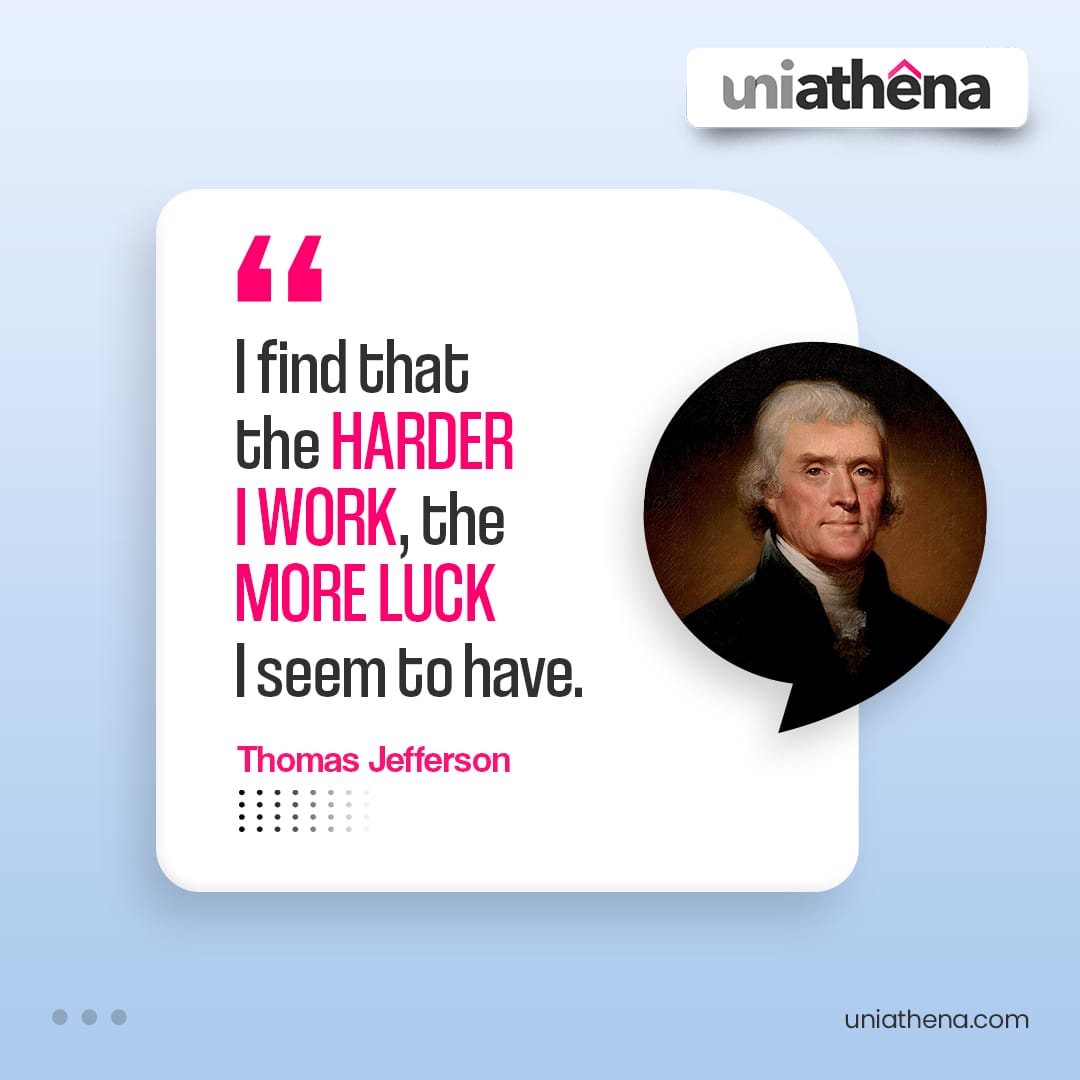 uniathena
“
I find that
the HARDER
I WORK, the
MORE LUCK
I seem to have.
Thomas Jefferson
uniathena.com